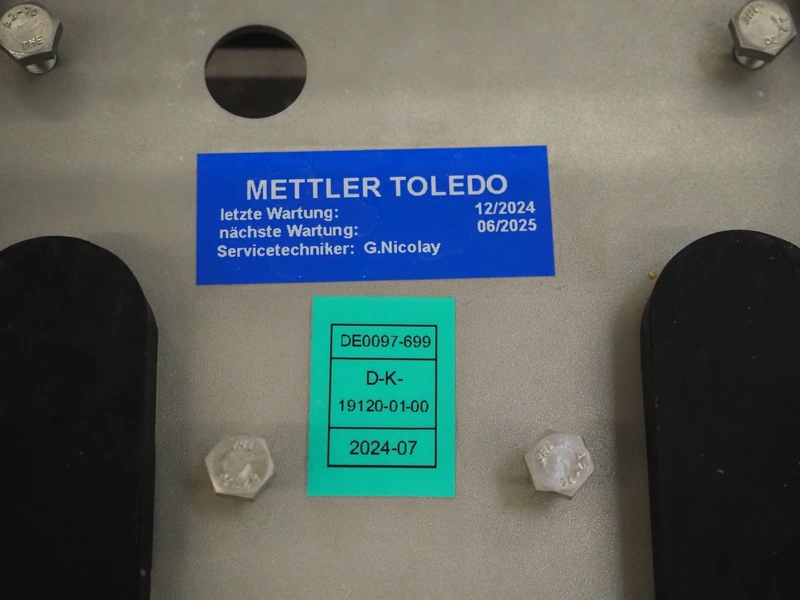 METTLER TOLEDO
letzte Wartung: 12/2024
nächste Wartung: 06/2025
Servicetechniker: G.Nicolay
DE0097-699
D-K-
19120-01-00
2024-07